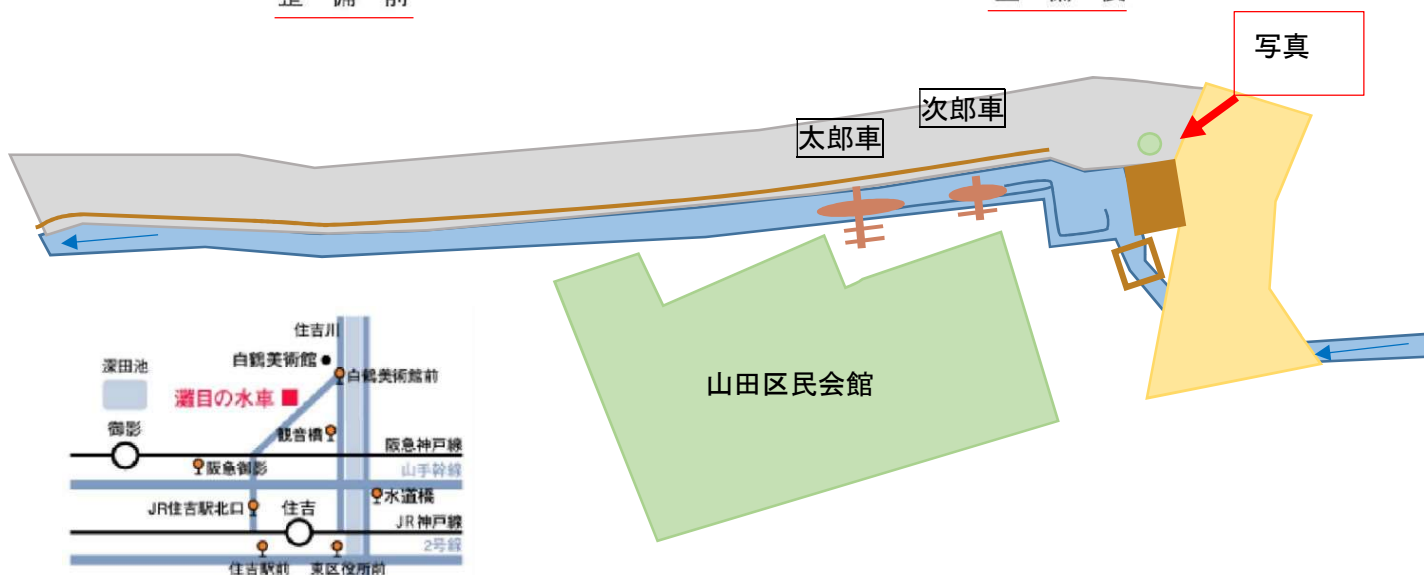 整 備 前
写真
次郎車
太郎車
山田区民会館
住吉川
白鶴美術館
深田池
白鶴美術館前
灘目の水車
御影
観音橋
阪急神戸線
阪急御影
山手幹線
水道橋
JR住吉駅北口
住吉
JR神戸線
2号線
住吉駅前
東区役所前